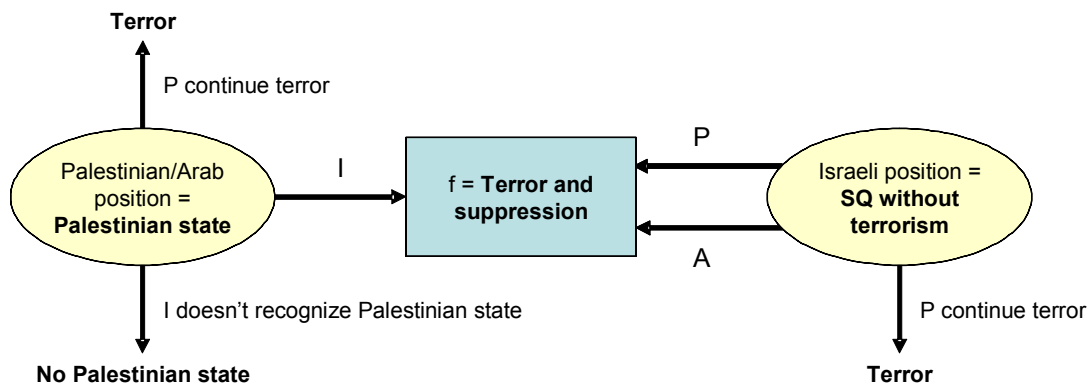 Terror
P continue terror
Palestinian/Arab
position =
Palestinian state
I
f = Terror and
suppression
P
A
Israeli position =
SQ without
terrorism
I doesn’t recognize Palestinian state
P continue terror
No Palestinian state
Terror